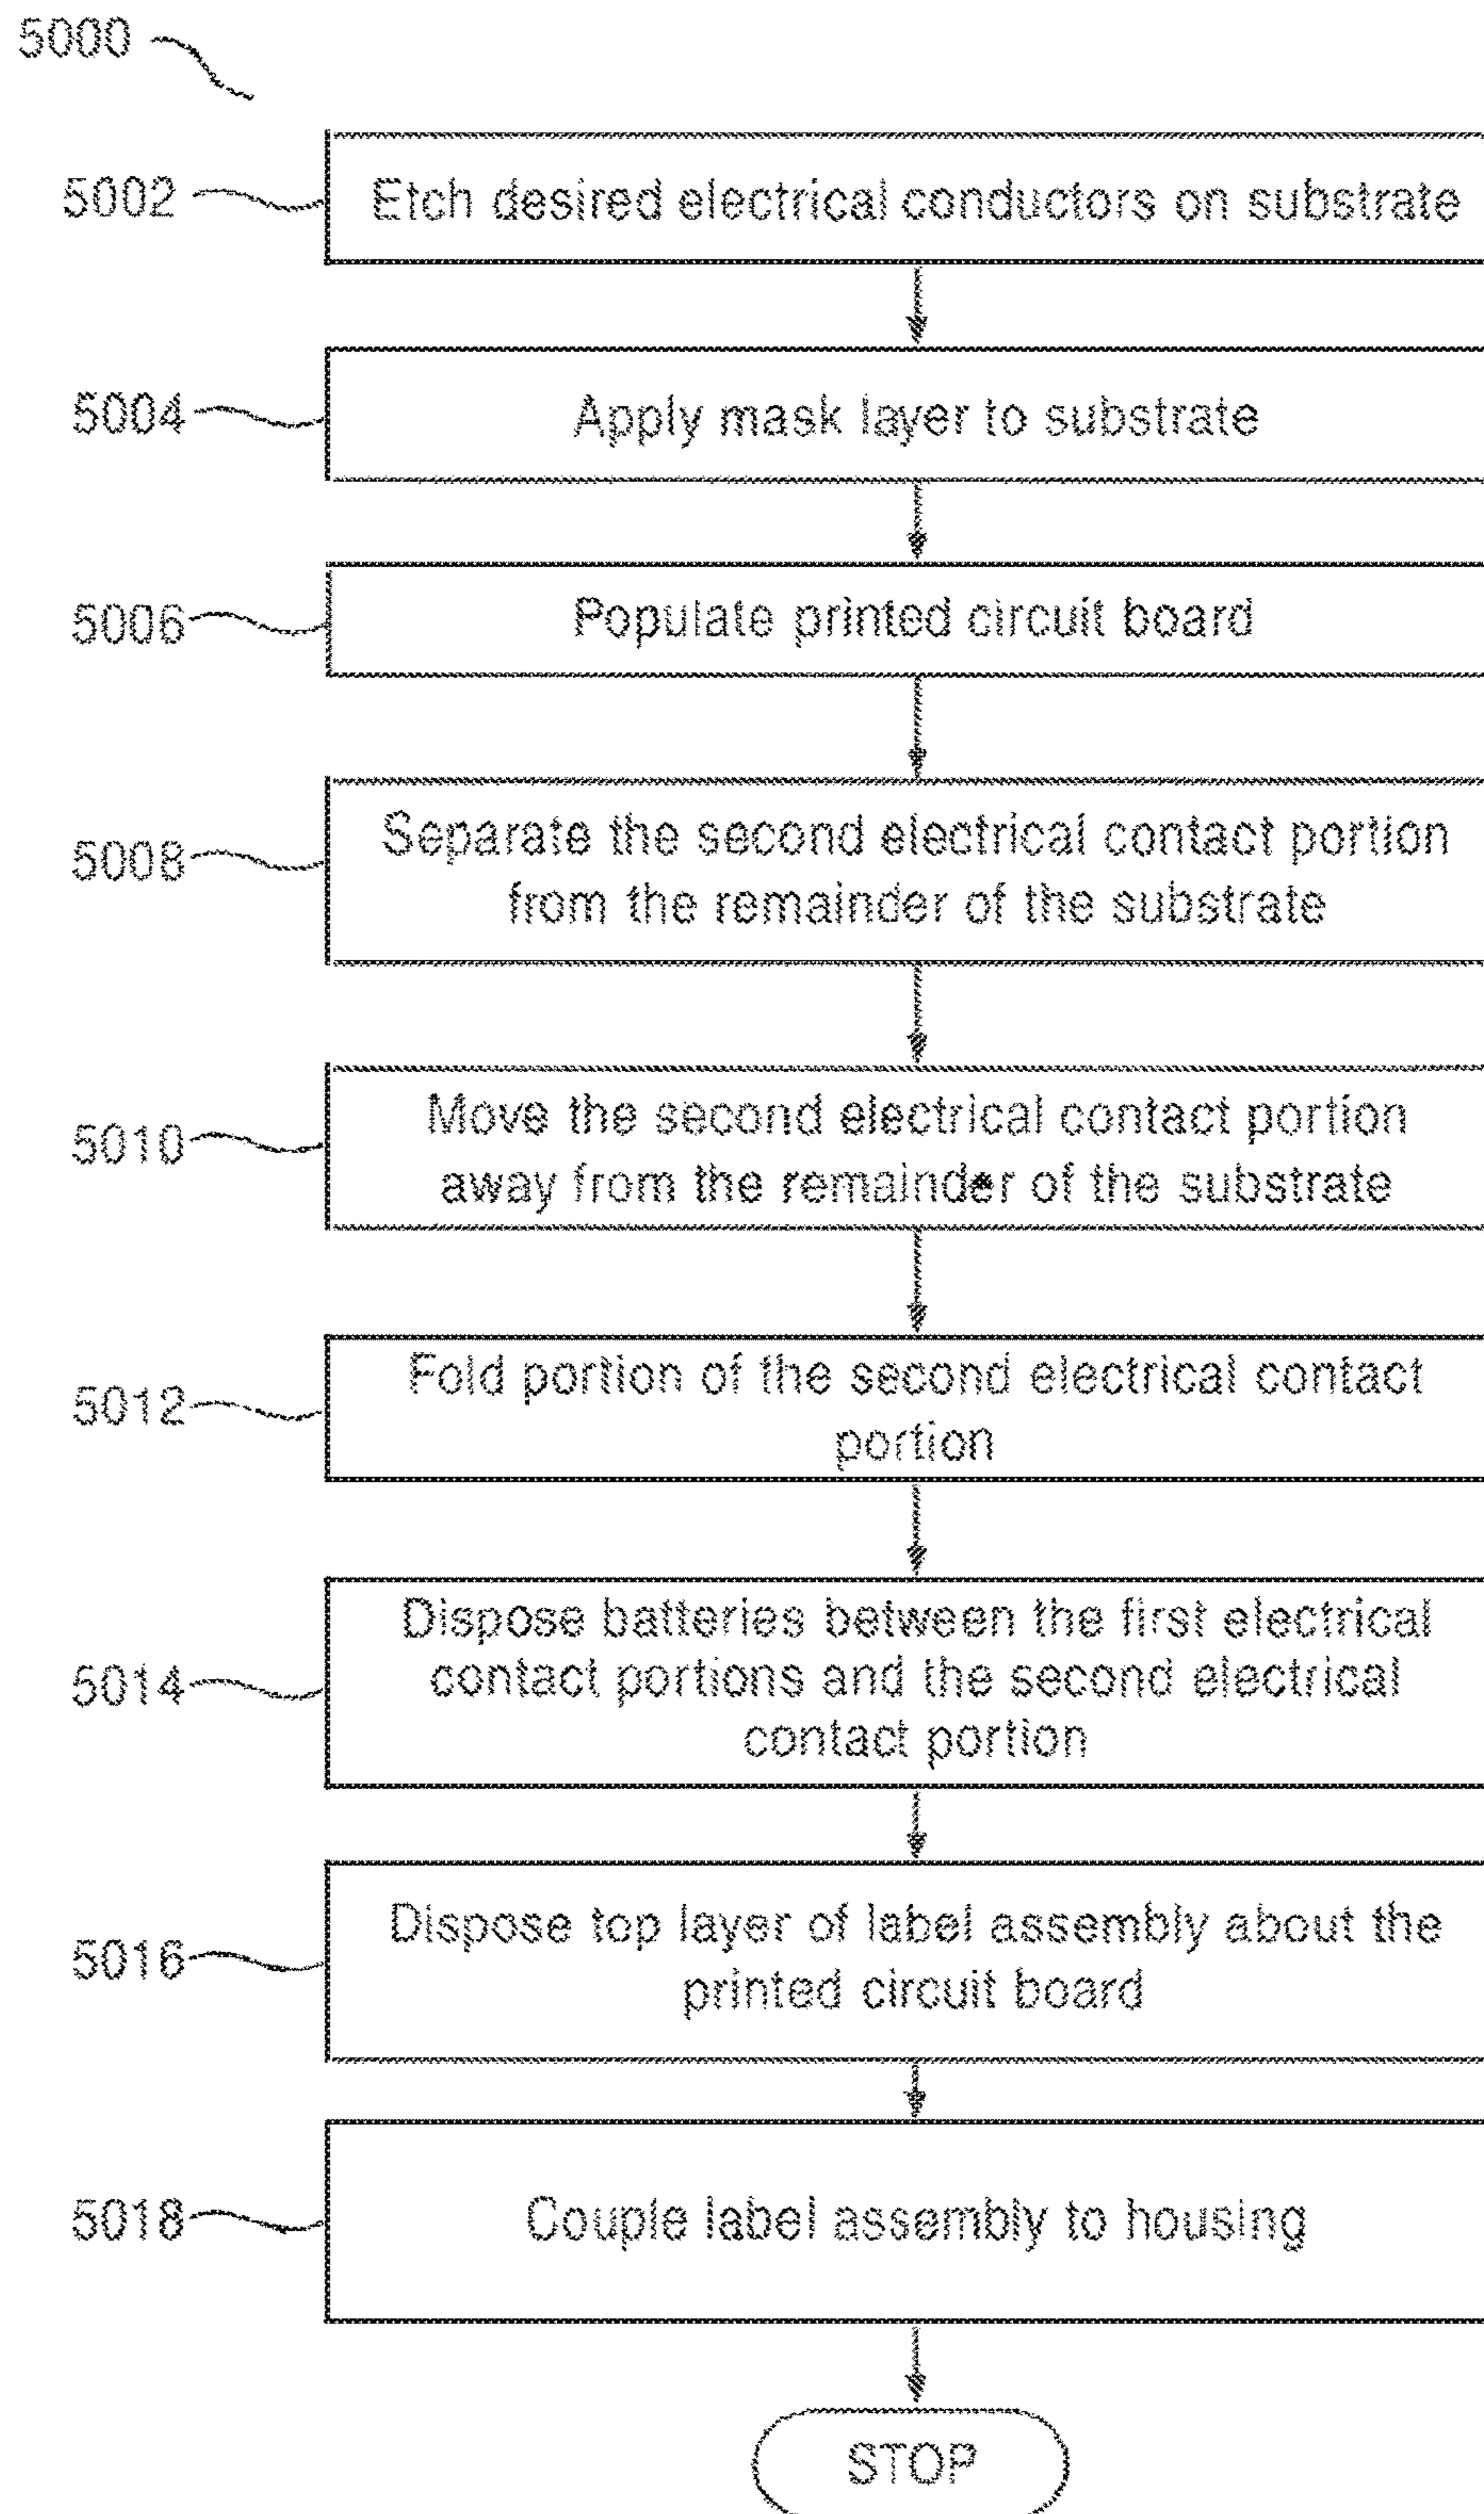 5000
5002
Etch desired electrical conductors on substrate
5004
Apply mask layer to substrate
5006
Populate printed circuit board
5008
Separate the second electrical contact portion
from the remainder of the substrate
5010
Move the second electrical contact portion
away from the remainder of the substrate
5012
Fold portion of the second electrical contact
portion
5014
Dispose batteries between the first electrical
contact portions and the second electrical
contact portion
5016
Dispose top layer of label assembly about the
printed circuit board
5018
Couple label assembly to housing
STOP